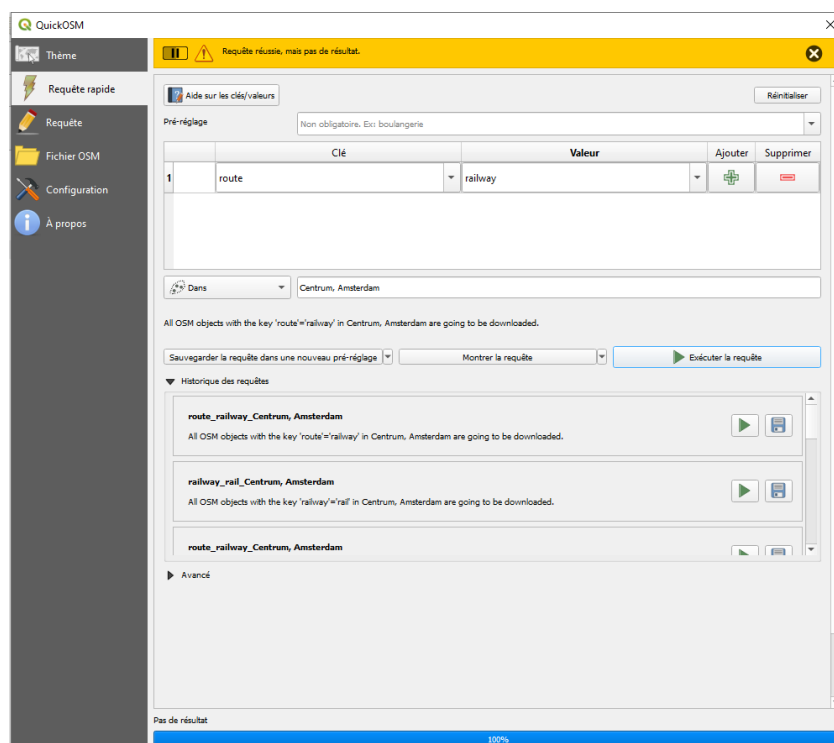 QuickOSM
Thème
Requête rapide
Requête
Fichier OSM
Configuration
À propos
Requête réussie, mais pas de résultat.
Aide sur les clés/valeurs
Réinitialiser
Pré-réglage
Non obligatoire. Ex: boulangerie
Clé Valeur Ajouter Supprimer
1 route railway
Dans Centrum, Amsterdam
All OSM objects with the key 'route'='railway' in Centrum, Amsterdam are going to be downloaded.
Sauvegarder la requête dans une nouveau pré-réglage Montrer la requête Exécuter la requête
Historique des requêtes
route_railway_Centrum, Amsterdam
All OSM objects with the key 'route'='railway' in Centrum, Amsterdam are going to be downloaded.
railway_rail_Centrum, Amsterdam
All OSM objects with the key 'railway'='rail' in Centrum, Amsterdam are going to be downloaded.
route_railway_Centrum, Amsterdam
Avancé
Pas de résultat
100%